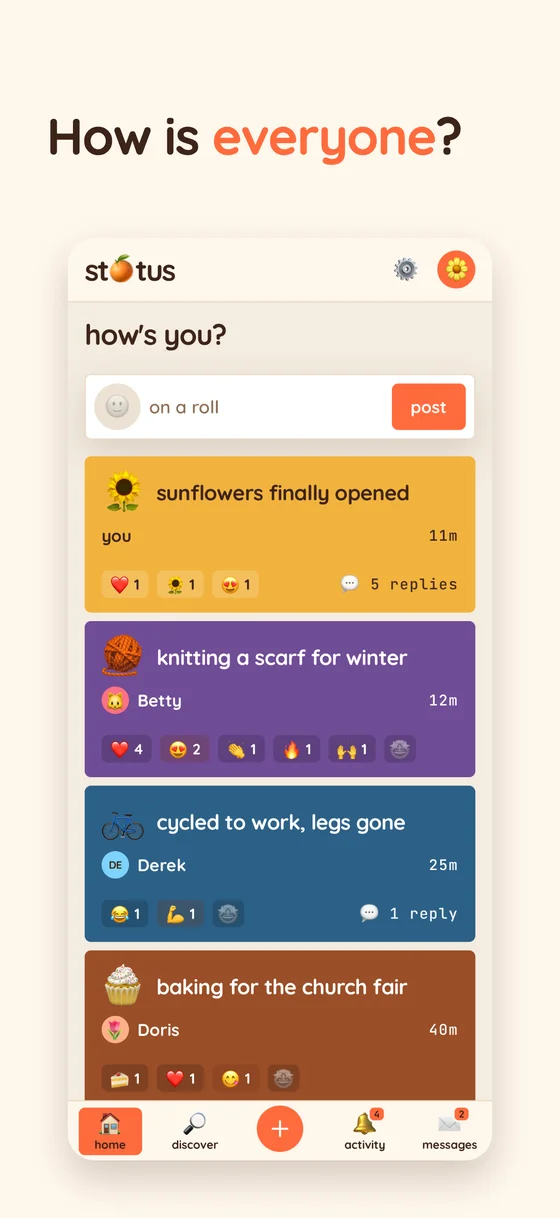 How is everyone?
st🍊tus
how's you?
on a roll
post
sunflowers finally opened
you
11m
❤️ 1
🌻 1
😍 1
💬 5 replies
knitting a scarf for winter
Betty
12m
❤️ 4
😍 2
👏 1
🔥 1
🙌 1
cycled to work, legs gone
DE
Derek
25m
😂 1
💪 1
💬 1 reply
baking for the church fair
Doris
40m
🍰 1
❤️ 1
😋 1
home
discover
+
4
activity
2
messages